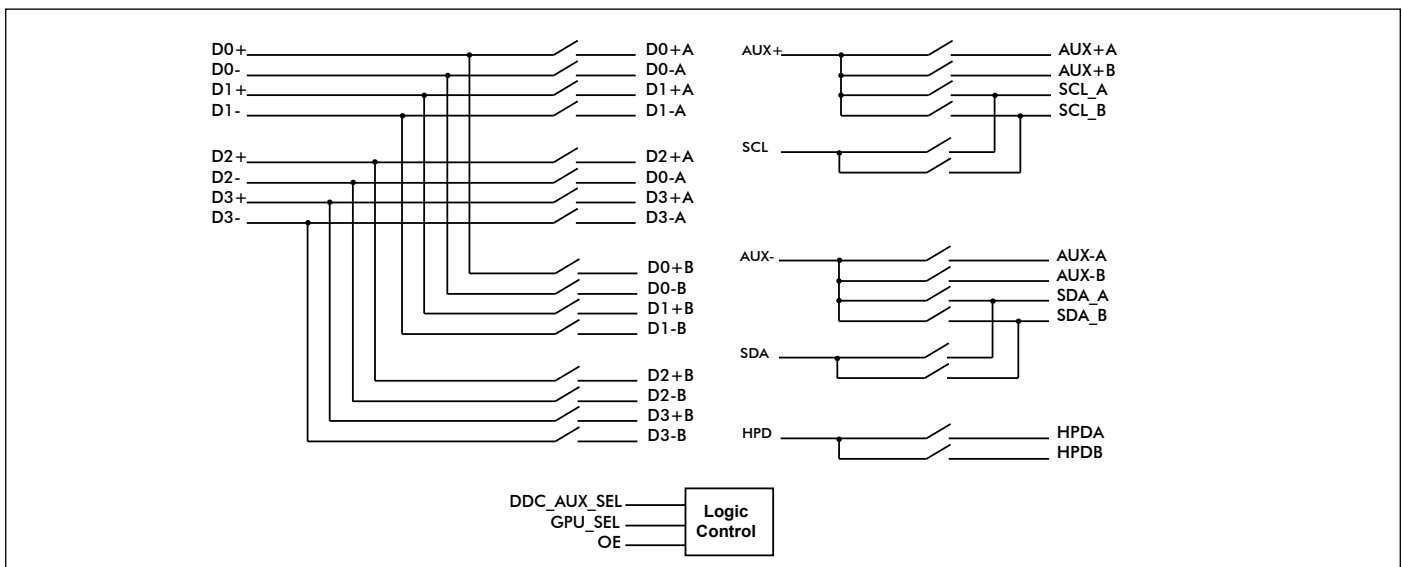 D0+
D0-
D1+
D1-
D2+
D2-
D3+
D3-
D0+A
D0-A
D1+A
D1-A
D2+A
D0-A
D3+A
D3-A
D0+B
D0-B
D1+B
D1-B
D2+B
D2-B
D3+B
D3-B
AUX+
SCL
AUX+A
AUX+B
SCL_A
SCL_B
AUX-
SDA
AUX-A
AUX-B
SDA_A
SDA_B
HPD
HPDA
HPDB
DDC_AUX_SEL
GPU_SEL
OE
Logic
Control